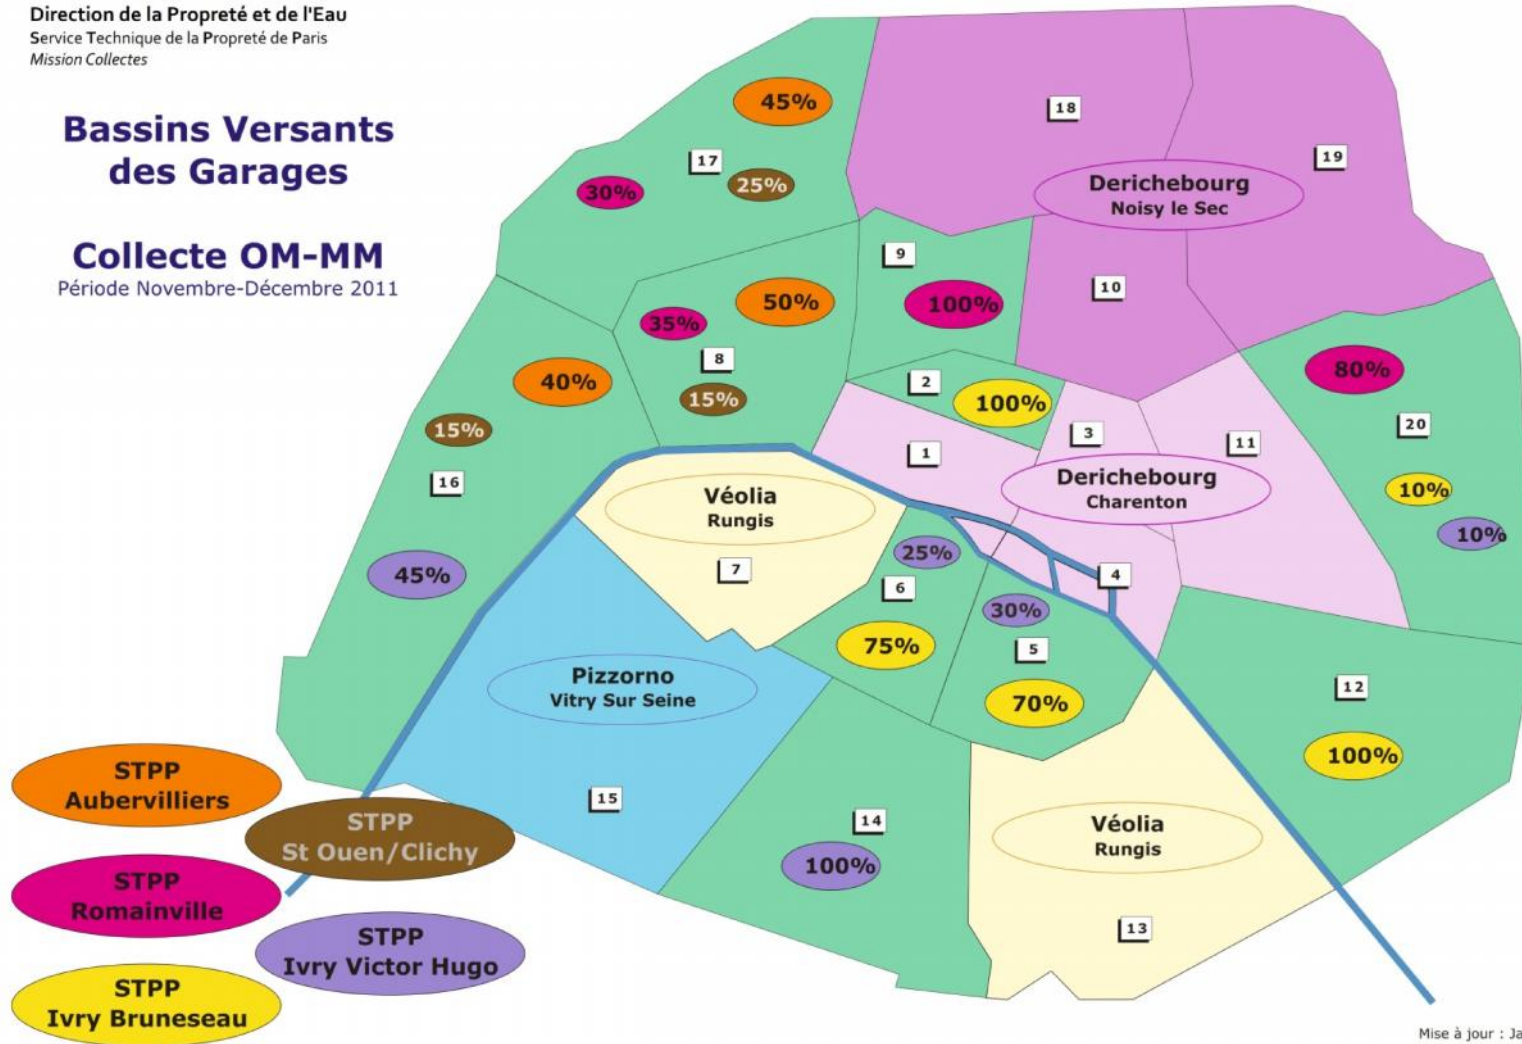 Direction de la Propreté et de l'Eau
Service Technique de la Propreté de Paris
Mission Collectes
Bassins Versants
des Garages
Collecte OM-MM
Période Novembre-Décembre 2011
45%
17
30%
25%
18
19
Derichebourg
Noisy le Sec
10
9
100%
50%
35%
8
15%
40%
15%
16
45%
2
100%
1
3
11
Derichebourg
Charenton
4
80%
20
10%
10%
Véolia
Rungis
7
25%
6
75%
30%
5
70%
12
100%
Pizzorno
Vitry Sur Seine
15
14
100%
Véolia
Rungis
13
STPP
Aubervilliers
STPP
St Ouen/Clichy
STPP
Romainville
STPP
Ivry Victor Hugo
STPP
Ivry Bruneseau
Mise à jour : Ja